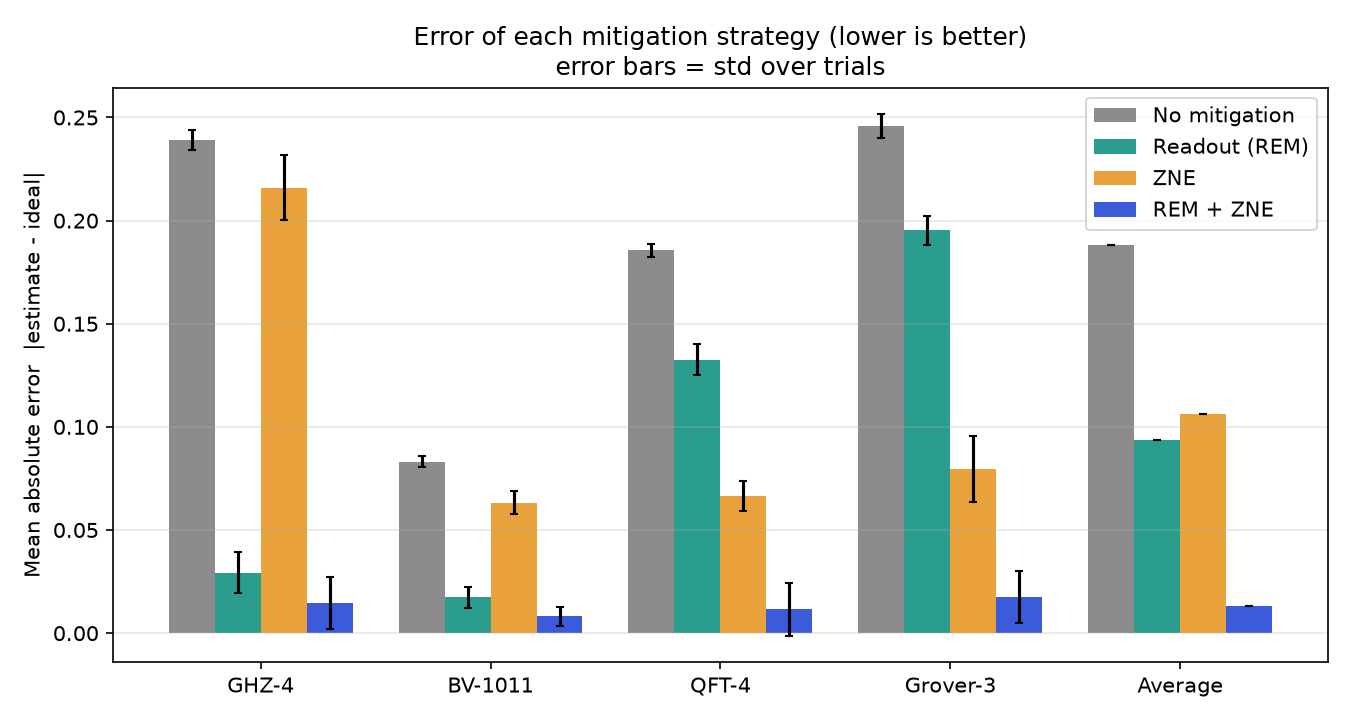 Error of each mitigation strategy (lower is better)
error bars = std over trials
Mean absolute error  |estimate - ideal|
0.25
0.20
0.15
0.10
0.05
0.00
No mitigation
Readout (REM)
ZNE
REM + ZNE
GHZ-4
BV-1011
QFT-4
Grover-3
Average